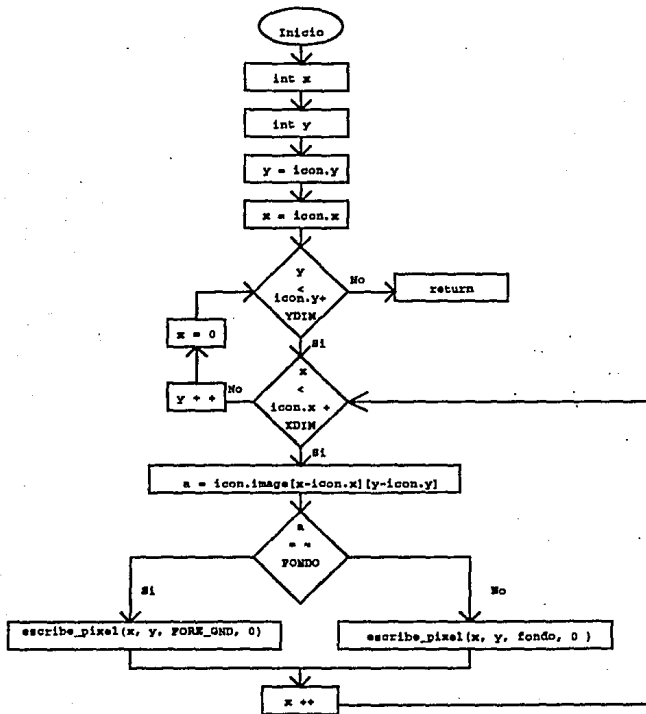 Inicio
int x
int y
y = icon.y
x = icon.x
y
<
icon.y+
YDIM
No
return
x = 0
Si
x
<
icon.x +
XDIM
No
y + +
Si
a = icon.image[x-icon.x][y-icon.y]
a
= =
FONDO
Si
No
escribe_pixel(x, y, FORE_GND, 0)
escribe_pixel(x, y, fondo, 0 )
x ++